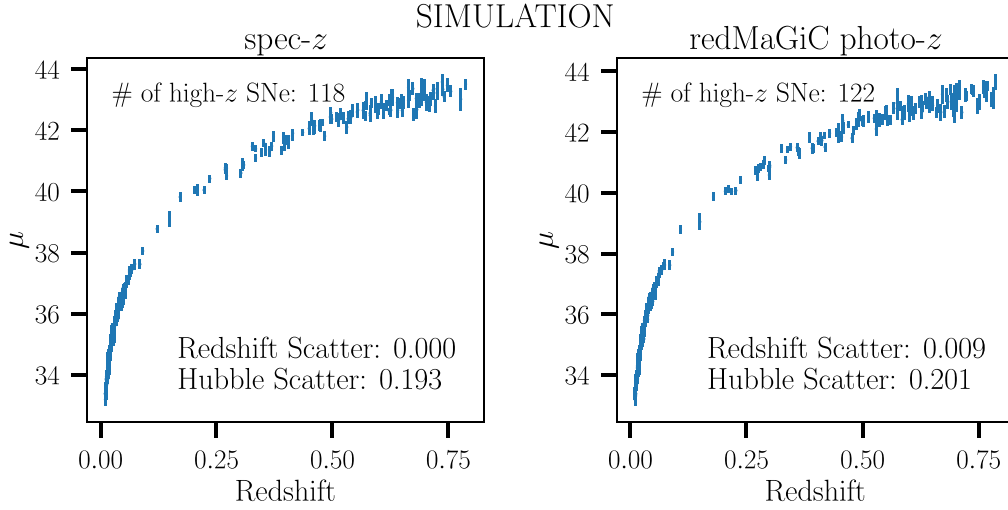 SIMULATION
spec-z
# of high-z SNe: 118
44
42
40
38
36
34
μ
Redshift Scatter: 0.000
Hubble Scatter: 0.193
0.00 0.25 0.50 0.75
Redshift
redMaGiC photo-z
# of high-z SNe: 122
44
42
40
38
36
34
μ
Redshift Scatter: 0.009
Hubble Scatter: 0.201
0.00 0.25 0.50 0.75
Redshift